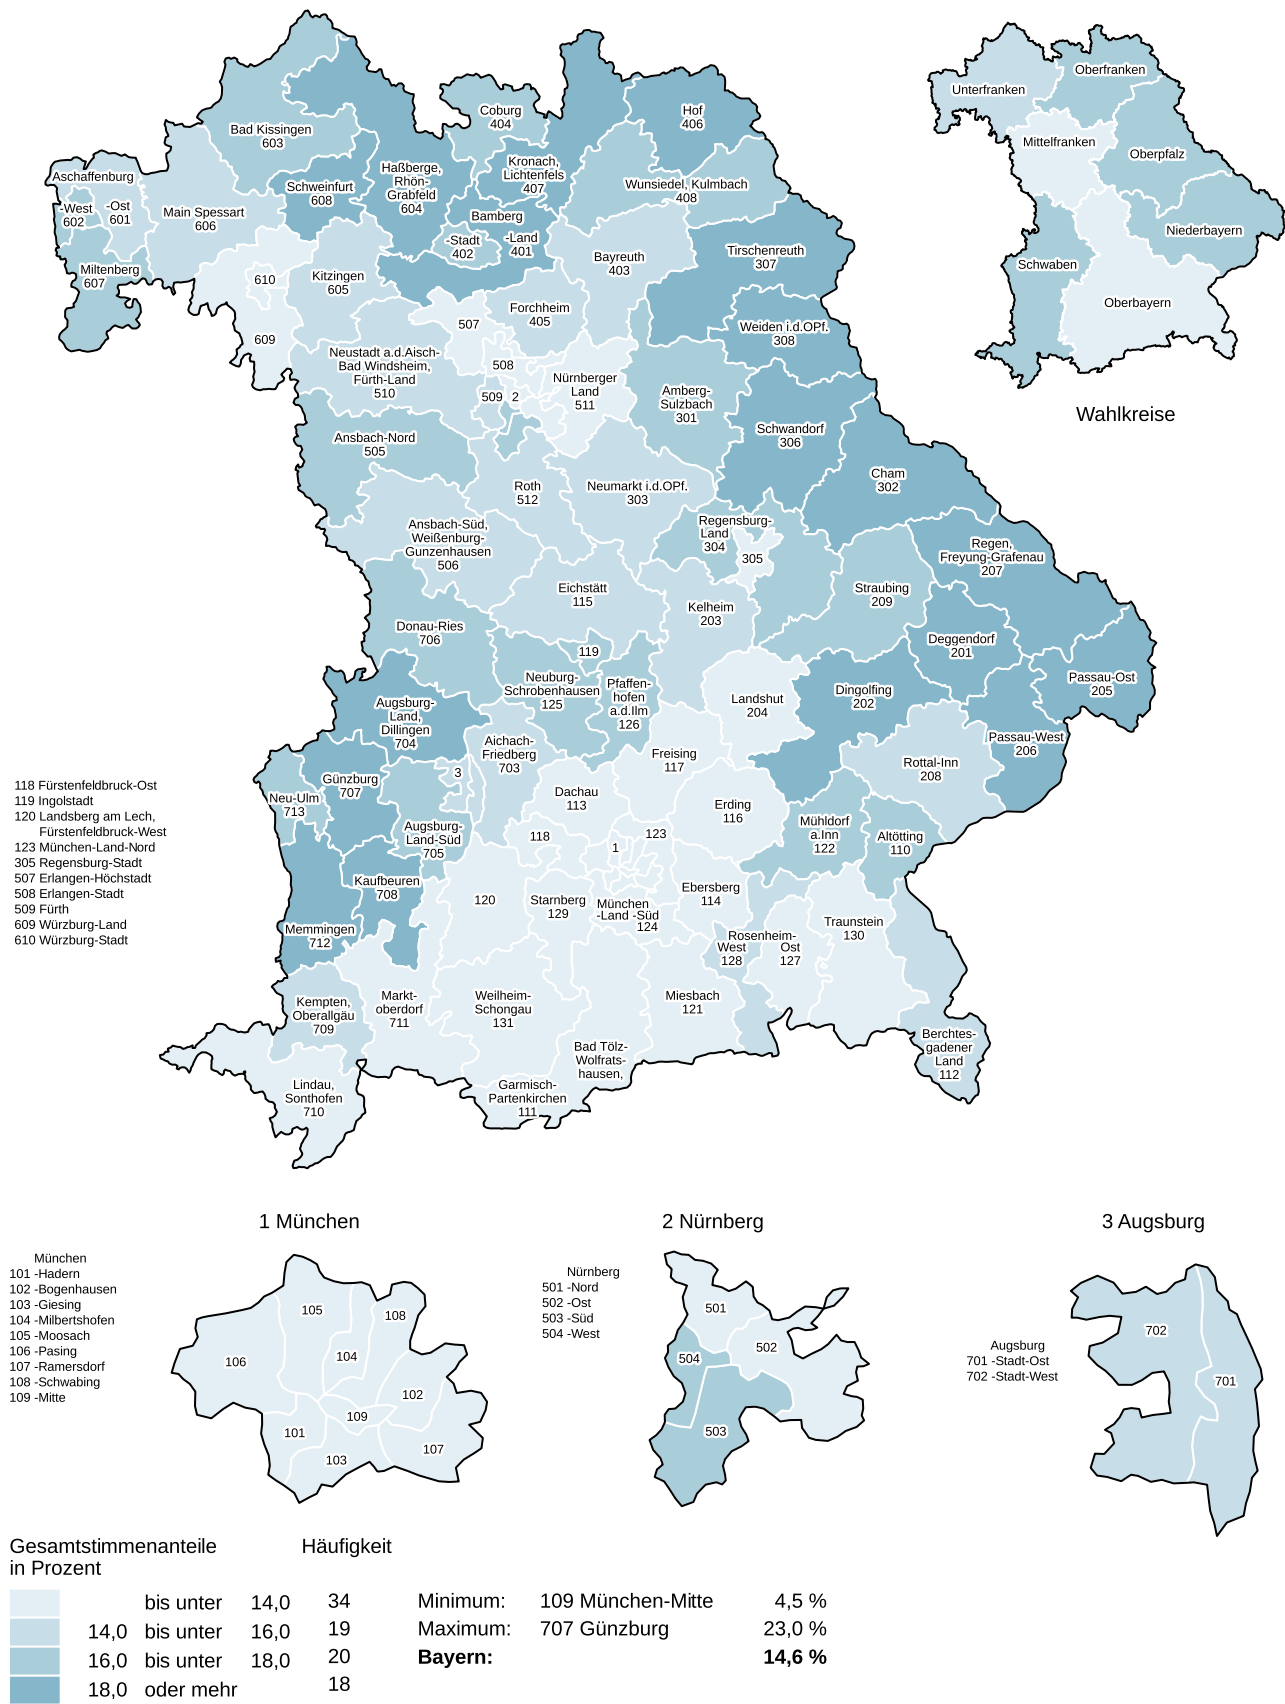 Coburg
404
Hof
406
Bad Kissingen
603
Aschaffenburg
-West
602
-Ost
601
Main Spessart
606
Schweinfurt
608
Haßberge,
Rhön-
Grabfeld
604
Kronach,
Lichtenfels
407
Wunsiedel, Kulmbach
408
Bamberg
-Stadt
402
-Land
401
Miltenberg
607
610
Kitzingen
605
Bayreuth
403
Tirschenreuth
307
609
507
Forchheim
405
Weiden i.d.OPf.
308
Neustadt a.d.Aisch-
Bad Windsheim,
Fürth-Land
510
508
509
2
Nürnberger
Land
511
Amberg-
Sulzbach
301
Ansbach-Nord
505
Schwandorf
306
Cham
302
Roth
512
Neumarkt i.d.OPf.
303
Ansbach-Süd,
Weißenburg-
Gunzenhausen
506
Regensburg-
Land
304
305
Regen,
Freyung-Grafenau
207
Eichstätt
115
Kelheim
203
Straubing
209
Donau-Ries
706
119
Deggendorf
201
Neuburg-
Schrobenhausen
125
Pfaffen-
hofen
a.d.Ilm
126
Landshut
204
Dingolfing
202
Passau-Ost
205
Augsburg-
Land,
Dillingen
704
Aichach-
Friedberg
703
Freising
117
Passau-West
206
Rottal-Inn
208
Günzburg
707
3
Neu-Ulm
713
Dachau
113
Erding
116
Augsburg-
Land-Süd
705
118
1
123
Mühldorf
a.Inn
122
Altötting
110
Kaufbeuren
708
120
Starnberg
129
München
-Land -Süd
124
Ebersberg
114
Memmingen
712
Rosenheim-
West
128
Ost
127
Traunstein
130
Kempten,
Oberallgäu
709
Markt-
oberdorf
711
Weilheim-
Schongau
131
Miesbach
121
Bad Tölz-
Wolfrats-
hausen,
Garmisch-
Partenkirchen
111
Berchtes-
gadener
Land
112
Lindau,
Sonthofen
710
Unterfranken
Oberfranken
Mittelfranken
Oberpfalz
Niederbayern
Schwaben
Oberbayern
Wahlkreise
118 Fürstenfeldbruck-Ost
119 Ingolstadt
120 Landsberg am Lech,
Fürstenfeldbruck-West
123 München-Land-Nord
305 Regensburg-Stadt
507 Erlangen-Höchstadt
508 Erlangen-Stadt
509 Fürth
609 Würzburg-Land
610 Würzburg-Stadt
1 München
München
101 -Hadern
102 -Bogenhausen
103 -Giesing
104 -Milbertshofen
105 -Moosach
106 -Pasing
107 -Ramersdorf
108 -Schwabing
109 -Mitte
105
108
106
104
102
109
101
103
107
2 Nürnberg
Nürnberg
501 -Nord
502 -Ost
503 -Süd
504 -West
501
502
504
503
3 Augsburg
Augsburg
701 -Stadt-Ost
702 -Stadt-West
702
701
Gesamtstimmenanteile
in Prozent
Häufigkeit
bis unter 14,0 34
14,0 bis unter 16,0 19
16,0 bis unter 18,0 20
18,0 oder mehr 18
Minimum: 109 München-Mitte 4,5 %
Maximum: 707 Günzburg 23,0 %
Bayern: 14,6 %